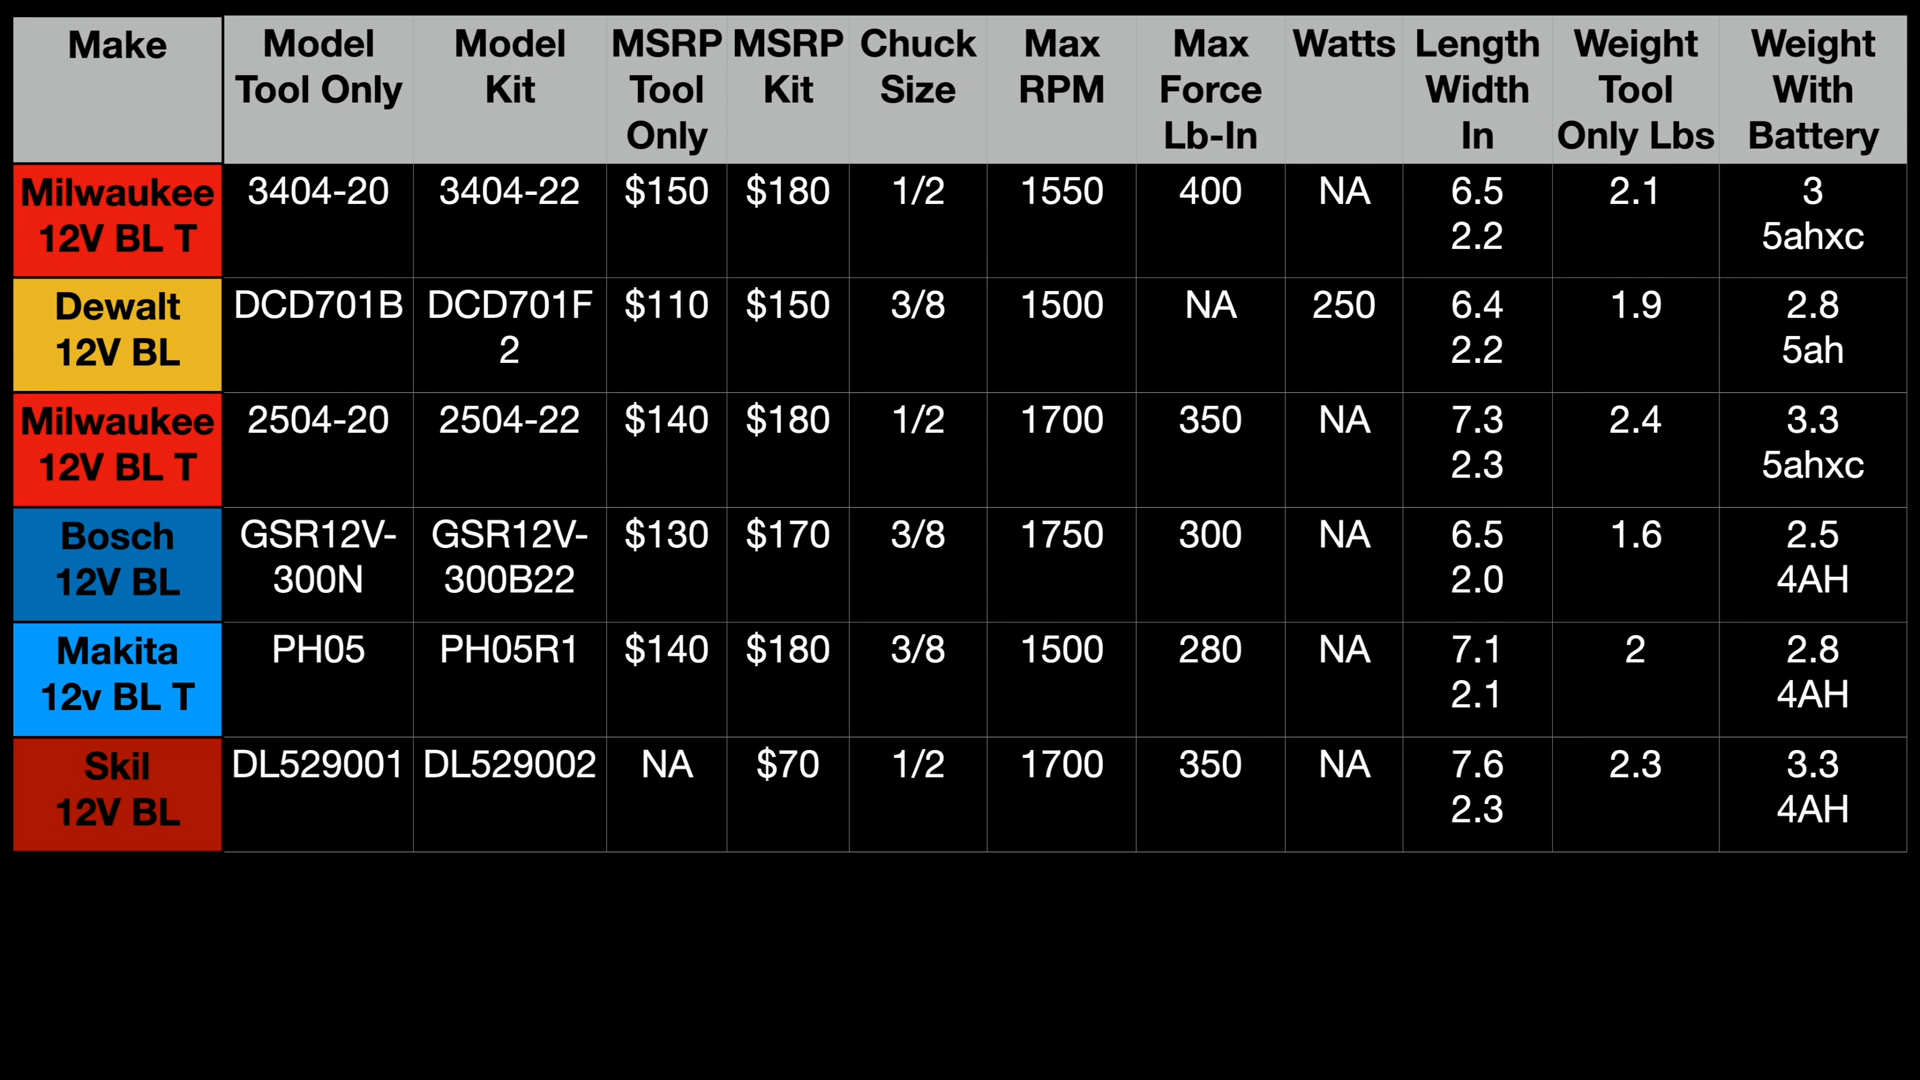 Make Model Tool Only Model Kit MSRP Tool Only MSRP Kit Chuck Size Max RPM Max Force Lb-In Watts Length Width In Weight Tool Only Lbs Weight With Battery
Milwaukee 12V BL T 3404-20 3404-22 $150 $180 1/2 1550 400 NA 6.5 2.2 2.1 3 5ahxc
Dewalt 12V BL DCD701B DCD701F2 $110 $150 3/8 1500 NA 250 6.4 2.2 1.9 2.8 5ah
Milwaukee 12V BL T 2504-20 2504-22 $140 $180 1/2 1700 350 NA 7.3 2.3 2.4 3.3 5ahxc
Bosch 12V BL GSR12V-300N GSR12V-300B22 $130 $170 3/8 1750 300 NA 6.5 2.0 1.6 2.5 4AH
Makita 12v BL T PH05 PH05R1 $140 $180 3/8 1500 280 NA 7.1 2.1 2 2.8 4AH
Skil 12V BL DL529001 DL529002 NA $70 1/2 1700 350 NA 7.6 2.3 2.3 3.3 4AH